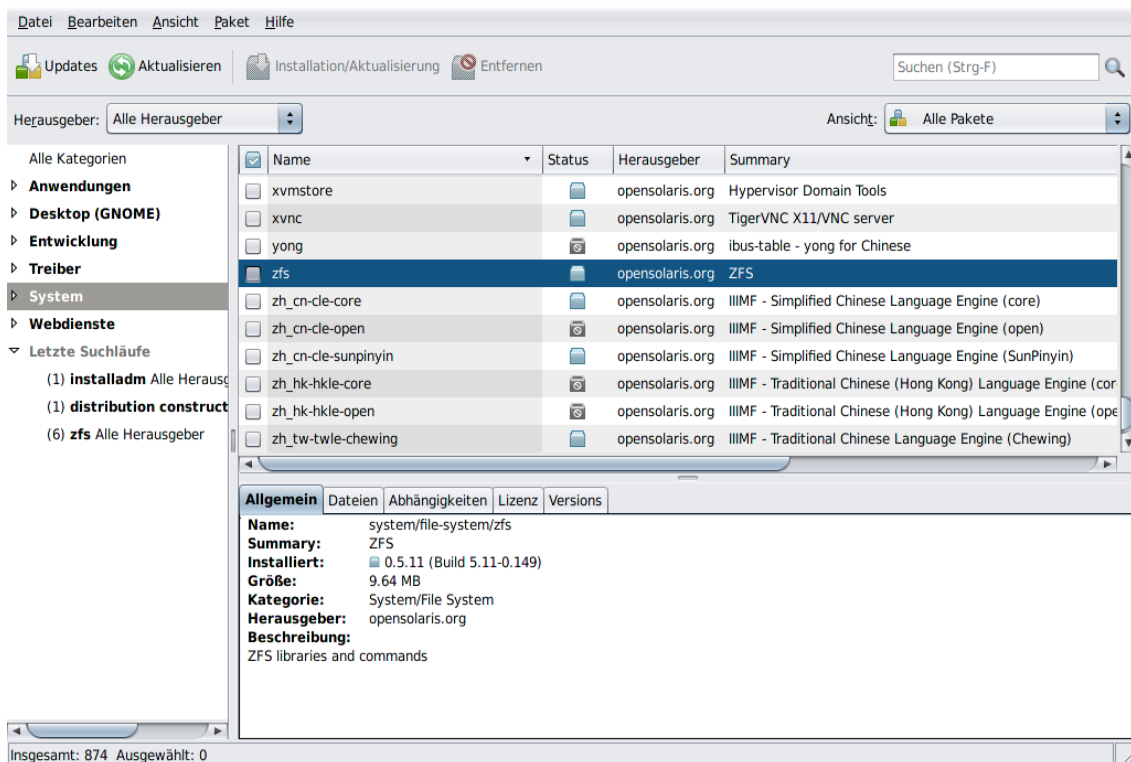 Datei Bearbeiten Ansicht Paket Hilfe
Updates Aktualisieren Installation/Aktualisierung Entfernen Suchen (Strg-F)
Herausgeber: Alle Herausgeber Ansicht: Alle Pakete
Alle Kategorien
Anwendungen
Desktop (GNOME)
Entwicklung
Treiber
System
Webdienste
Letzte Suchläufe
(1) installadm Alle Herausg
(1) distribution construct
(6) zfs Alle Herausgeber
Name Status Herausgeber Summary
xvmstore opensolaris.org Hypervisor Domain Tools
xvnc opensolaris.org TigerVNC X11/VNC server
yong opensolaris.org ibus-table - yong for Chinese
zfs opensolaris.org ZFS
zh_cn-cle-core opensolaris.org IIIMF - Simplified Chinese Language Engine (core)
zh_cn-cle-open opensolaris.org IIIMF - Simplified Chinese Language Engine (open)
zh_cn-cle-sunpinyin opensolaris.org IIIMF - Simplified Chinese Language Engine (SunPinyin)
zh_hk-hkle-core opensolaris.org IIIMF - Traditional Chinese (Hong Kong) Language Engine (cor
zh_hk-hkle-open opensolaris.org IIIMF - Traditional Chinese (Hong Kong) Language Engine (ope
zh_tw-twle-chewing opensolaris.org IIIMF - Traditional Chinese Language Engine (Chewing)
Allgemein Dateien Abhängigkeiten Lizenz Versions
Name: system/file-system/zfs
Summary: ZFS
Installiert: 0.5.11 (Build 5.11-0.149)
Größe: 9.64 MB
Kategorie: System/File System
Herausgeber: opensolaris.org
Beschreibung:
ZFS libraries and commands
Insgesamt: 874 Ausgewählt: 0